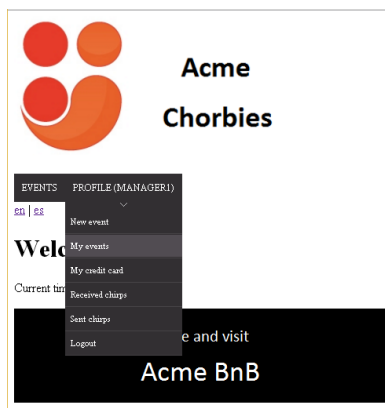 Acme
Chorbies
EVENTS PROFILE (MANAGER1)
en | es
New event
Welc
My events
My credit card
Current tim
Received chirps
Sent chirps
e and visit
Logout
Acme BnB